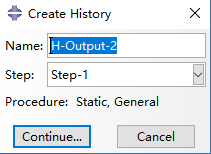 Create History
Name: H-Output-2
Step: Step-1
Procedure: Static, General
Continue... Cancel